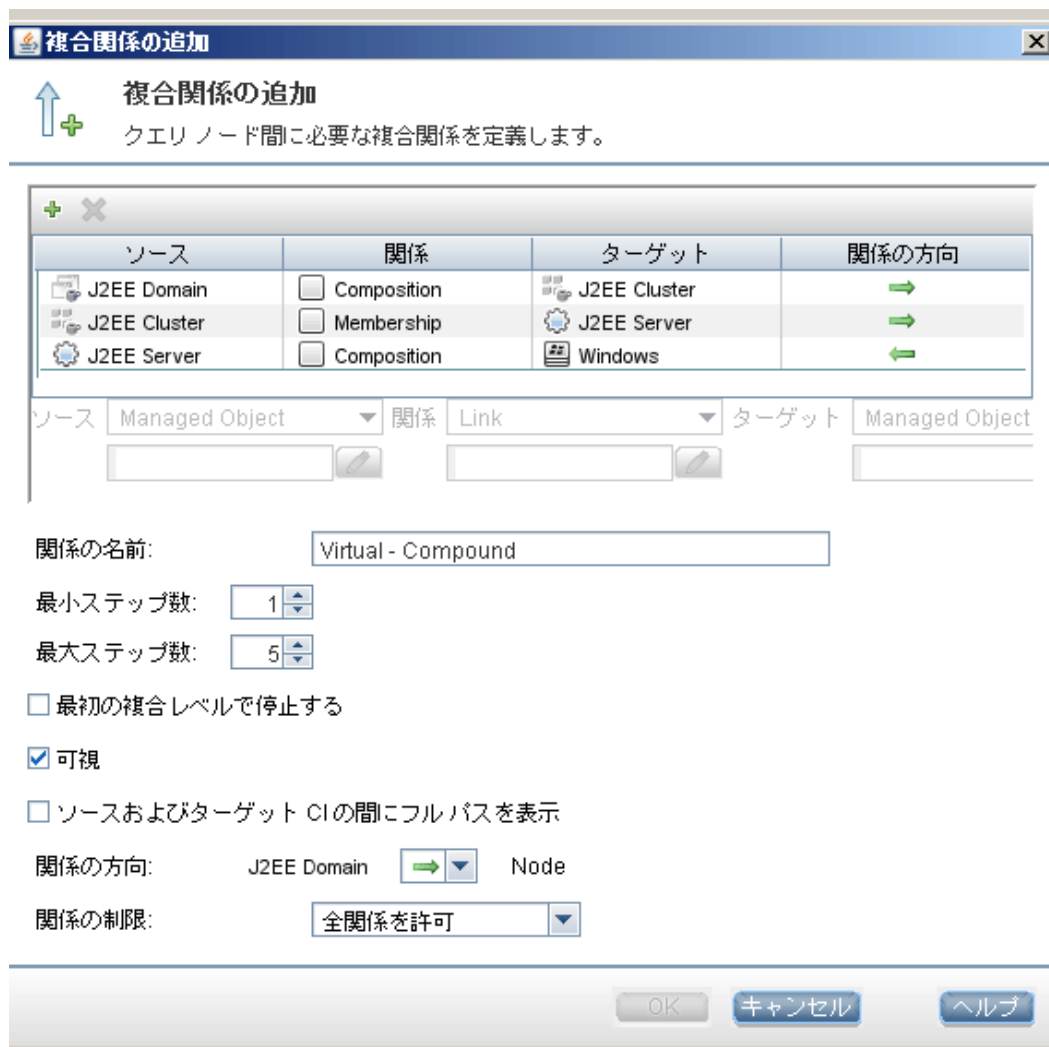 複合関係の追加
複合関係の追加
クエリ ノード間に必要な複合関係を定義します。
ソース 関係 ターゲット 関係の方向
J2EE Domain Composition J2EE Cluster
J2EE Cluster Membership J2EE Server
J2EE Server Composition Windows
ソース Managed Object 関係 Link ターゲット Managed Object
関係の名前: Virtual - Compound
最小ステップ数: 1
最大ステップ数: 5
最初の複合レベルで停止する
可視
ソースおよびターゲット CI の間にフル パスを表示
関係の方向: J2EE Domain Node
関係の制限: 全関係を許可
OK キャンセル ヘルプ